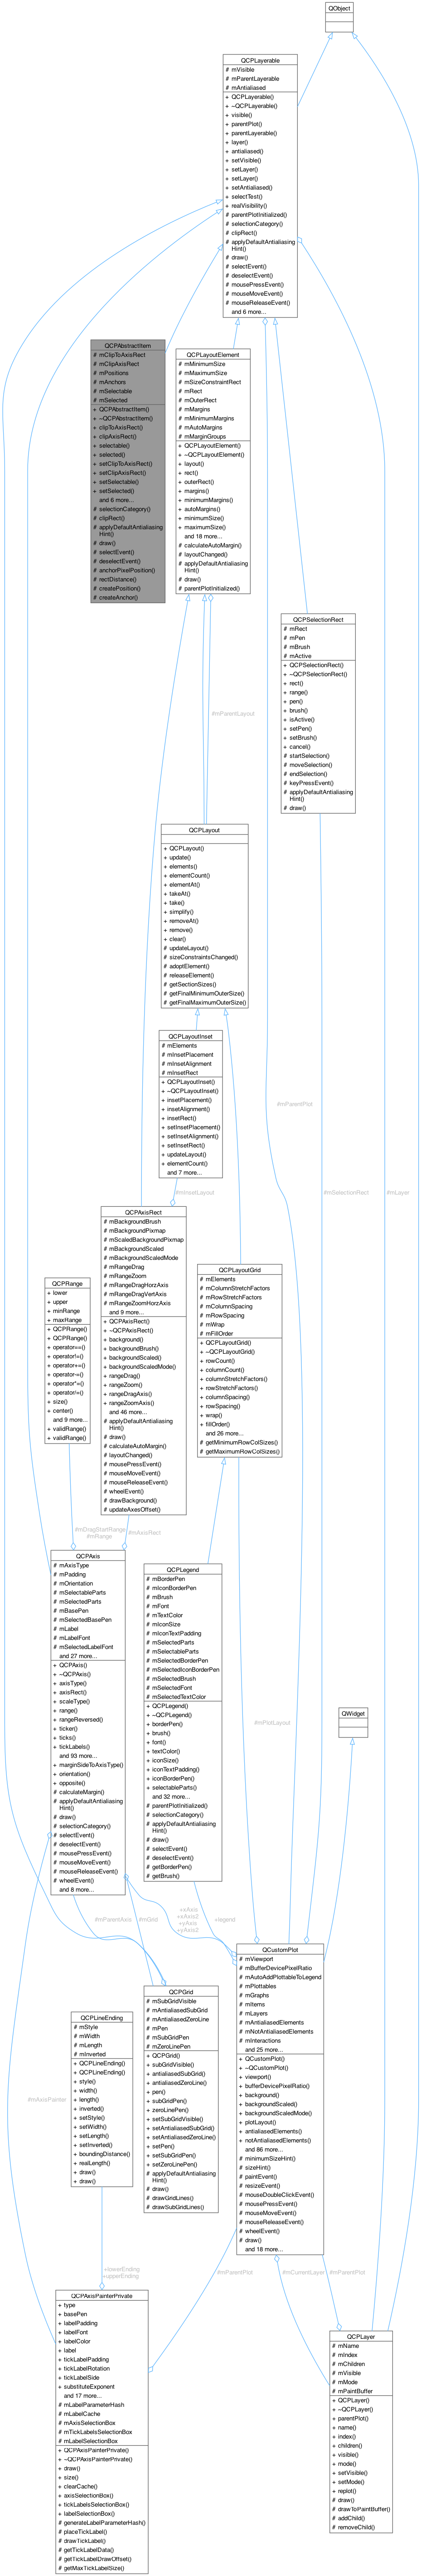 QObject
QCPLayerable
# mVisible
# mParentLayerable
# mAntialiased
+ QCPLayerable()
+ ~QCPLayerable()
+ visible()
+ parentPlot()
+ parentLayerable()
+ layer()
+ antialiased()
+ setVisible()
+ setLayer()
+ setLayer()
+ setAntialiased()
+ selectTest()
+ realVisibility()
# parentPlotInitialized()
# selectionCategory()
# clipRect()
# applyDefaultAntialiasing
Hint()
# draw()
# selectEvent()
# deselectEvent()
# mousePressEvent()
# mouseMoveEvent()
# mouseReleaseEvent()
and 6 more...
QCPAbstractItem
# mClipToAxisRect
# mClipAxisRect
# mPositions
# mAnchors
# mSelectable
# mSelected
+ QCPAbstractItem()
+ ~QCPAbstractItem()
+ clipToAxisRect()
+ clipAxisRect()
+ selectable()
+ selected()
+ setClipToAxisRect()
+ setClipAxisRect()
+ setSelectable()
+ setSelected()
and 6 more...
# selectionCategory()
# clipRect()
# applyDefaultAntialiasing
Hint()
# draw()
# selectEvent()
# deselectEvent()
# anchorPixelPosition()
# rectDistance()
# createPosition()
# createAnchor()
QCPLayoutElement
# mMinimumSize
# mMaximumSize
# mSizeConstraintRect
# mRect
# mOuterRect
# mMargins
# mMinimumMargins
# mAutoMargins
# mMarginGroups
+ QCPLayoutElement()
+ ~QCPLayoutElement()
+ layout()
+ rect()
+ outerRect()
+ margins()
+ minimumMargins()
+ autoMargins()
+ minimumSize()
+ maximumSize()
and 18 more...
# calculateAutoMargin()
# layoutChanged()
# applyDefaultAntialiasing
Hint()
# draw()
# parentPlotInitialized()
QCPSelectionRect
# mRect
# mPen
# mBrush
# mActive
+ QCPSelectionRect()
+ ~QCPSelectionRect()
+ rect()
+ range()
+ pen()
+ brush()
+ isActive()
+ setPen()
+ setBrush()
+ cancel()
# startSelection()
# moveSelection()
# endSelection()
# keyPressEvent()
# applyDefaultAntialiasing
Hint()
# draw()
#mParentLayout
QCPLayout
+ QCPLayout()
+ update()
+ elements()
+ elementCount()
+ elementAt()
+ takeAt()
+ take()
+ simplify()
+ removeAt()
+ remove()
+ clear()
# updateLayout()
# sizeConstraintsChanged()
# adoptElement()
# releaseElement()
# getSectionSizes()
# getFinalMinimumOuterSize()
# getFinalMaximumOuterSize()
QCPLayoutInset
# mElements
# mInsetPlacement
# mInsetAlignment
# mInsetRect
+ QCPLayoutInset()
+ ~QCPLayoutInset()
+ insetPlacement()
+ insetAlignment()
+ insetRect()
+ setInsetPlacement()
+ setInsetAlignment()
+ setInsetRect()
+ updateLayout()
+ elementCount()
and 7 more...
#mParentPlot
#mSelectionRect
#mLayer
#mInsetLayout
QCPAxisRect
# mBackgroundBrush
# mBackgroundPixmap
# mScaledBackgroundPixmap
# mBackgroundScaled
# mBackgroundScaledMode
# mRangeDrag
# mRangeZoom
# mRangeDragHorzAxis
# mRangeDragVertAxis
# mRangeZoomHorzAxis
and 9 more...
+ QCPAxisRect()
+ ~QCPAxisRect()
+ background()
+ backgroundBrush()
+ backgroundScaled()
+ backgroundScaledMode()
+ rangeDrag()
+ rangeZoom()
+ rangeDragAxis()
+ rangeZoomAxis()
and 46 more...
# applyDefaultAntialiasing
Hint()
# draw()
# calculateAutoMargin()
# layoutChanged()
# mousePressEvent()
# mouseMoveEvent()
# mouseReleaseEvent()
# wheelEvent()
# drawBackground()
# updateAxesOffset()
QCPRange
+ lower
+ upper
+ minRange
+ maxRange
+ QCPRange()
+ QCPRange()
+ operator==()
+ operator!=()
+ operator+=()
+ operator-=()
+ operator*=()
+ operator/=()
+ size()
+ center()
and 9 more...
+ validRange()
+ validRange()
QCPLayoutGrid
# mElements
# mColumnStretchFactors
# mRowStretchFactors
# mColumnSpacing
# mRowSpacing
# mWrap
# mFillOrder
+ QCPLayoutGrid()
+ ~QCPLayoutGrid()
+ rowCount()
+ columnCount()
+ columnStretchFactors()
+ rowStretchFactors()
+ columnSpacing()
+ rowSpacing()
+ wrap()
+ fillOrder()
and 26 more...
# getMinimumRowColSizes()
# getMaximumRowColSizes()
#mDragStartRange
#mRange
#mAxisRect
QCPAxis
# mAxisType
# mPadding
# mOrientation
# mSelectableParts
# mSelectedParts
# mBasePen
# mSelectedBasePen
# mLabel
# mLabelFont
# mSelectedLabelFont
and 27 more...
+ QCPAxis()
+ ~QCPAxis()
+ axisType()
+ axisRect()
+ scaleType()
+ range()
+ rangeReversed()
+ ticker()
+ ticks()
+ tickLabels()
and 93 more...
+ marginSideToAxisType()
+ orientation()
+ opposite()
# calculateMargin()
# applyDefaultAntialiasing
Hint()
# draw()
# selectionCategory()
# selectEvent()
# deselectEvent()
# mousePressEvent()
# mouseMoveEvent()
# mouseReleaseEvent()
# wheelEvent()
and 8 more...
QCPLegend
# mBorderPen
# mIconBorderPen
# mBrush
# mFont
# mTextColor
# mIconSize
# mIconTextPadding
# mSelectedParts
# mSelectableParts
# mSelectedBorderPen
# mSelectedIconBorderPen
# mSelectedBrush
# mSelectedFont
# mSelectedTextColor
+ QCPLegend()
+ ~QCPLegend()
+ borderPen()
+ brush()
+ font()
+ textColor()
+ iconSize()
+ iconTextPadding()
+ iconBorderPen()
+ selectableParts()
and 32 more...
# parentPlotInitialized()
# selectionCategory()
# applyDefaultAntialiasing
Hint()
# draw()
# selectEvent()
# deselectEvent()
# getBorderPen()
# getBrush()
#mPlotLayout
QWidget
#mParentAxis
#mGrid
+xAxis
+xAxis2
+yAxis
+yAxis2
+legend
QCustomPlot
# mViewport
# mBufferDevicePixelRatio
# mAutoAddPlottableToLegend
# mPlottables
# mGraphs
# mItems
# mLayers
# mAntialiasedElements
# mNotAntialiasedElements
# mInteractions
and 25 more...
+ QCustomPlot()
+ ~QCustomPlot()
+ viewport()
+ bufferDevicePixelRatio()
+ background()
+ backgroundScaled()
+ backgroundScaledMode()
+ plotLayout()
+ antialiasedElements()
+ notAntialiasedElements()
and 86 more...
# minimumSizeHint()
# sizeHint()
# paintEvent()
# resizeEvent()
# mouseDoubleClickEvent()
# mousePressEvent()
# mouseMoveEvent()
# mouseReleaseEvent()
# wheelEvent()
# draw()
and 18 more...
QCPGrid
# mSubGridVisible
# mAntialiasedSubGrid
# mAntialiasedZeroLine
# mPen
# mSubGridPen
# mZeroLinePen
+ QCPGrid()
+ subGridVisible()
+ antialiasedSubGrid()
+ antialiasedZeroLine()
+ pen()
+ subGridPen()
+ zeroLinePen()
+ setSubGridVisible()
+ setAntialiasedSubGrid()
+ setAntialiasedZeroLine()
+ setPen()
+ setSubGridPen()
+ setZeroLinePen()
# applyDefaultAntialiasing
Hint()
# draw()
# drawGridLines()
# drawSubGridLines()
QCPLineEnding
# mStyle
# mWidth
# mLength
# mInverted
+ QCPLineEnding()
+ QCPLineEnding()
+ style()
+ width()
+ length()
+ inverted()
+ setStyle()
+ setWidth()
+ setLength()
+ setInverted()
+ boundingDistance()
+ realLength()
+ draw()
+ draw()
#mAxisPainter
+lowerEnding
+upperEnding
#mParentPlot
#mCurrentLayer
#mParentPlot
QCPAxisPainterPrivate
+ type
+ basePen
+ labelPadding
+ labelFont
+ labelColor
+ label
+ tickLabelPadding
+ tickLabelRotation
+ tickLabelSide
+ substituteExponent
and 17 more...
# mLabelParameterHash
# mLabelCache
# mAxisSelectionBox
# mTickLabelsSelectionBox
# mLabelSelectionBox
+ QCPAxisPainterPrivate()
+ ~QCPAxisPainterPrivate()
+ draw()
+ size()
+ clearCache()
+ axisSelectionBox()
+ tickLabelsSelectionBox()
+ labelSelectionBox()
# generateLabelParameterHash()
# placeTickLabel()
# drawTickLabel()
# getTickLabelData()
# getTickLabelDrawOffset()
# getMaxTickLabelSize()
QCPLayer
# mName
# mIndex
# mChildren
# mVisible
# mMode
# mPaintBuffer
+ QCPLayer()
+ ~QCPLayer()
+ parentPlot()
+ name()
+ index()
+ children()
+ visible()
+ mode()
+ setVisible()
+ setMode()
+ replot()
# draw()
# drawToPaintBuffer()
# addChild()
# removeChild()